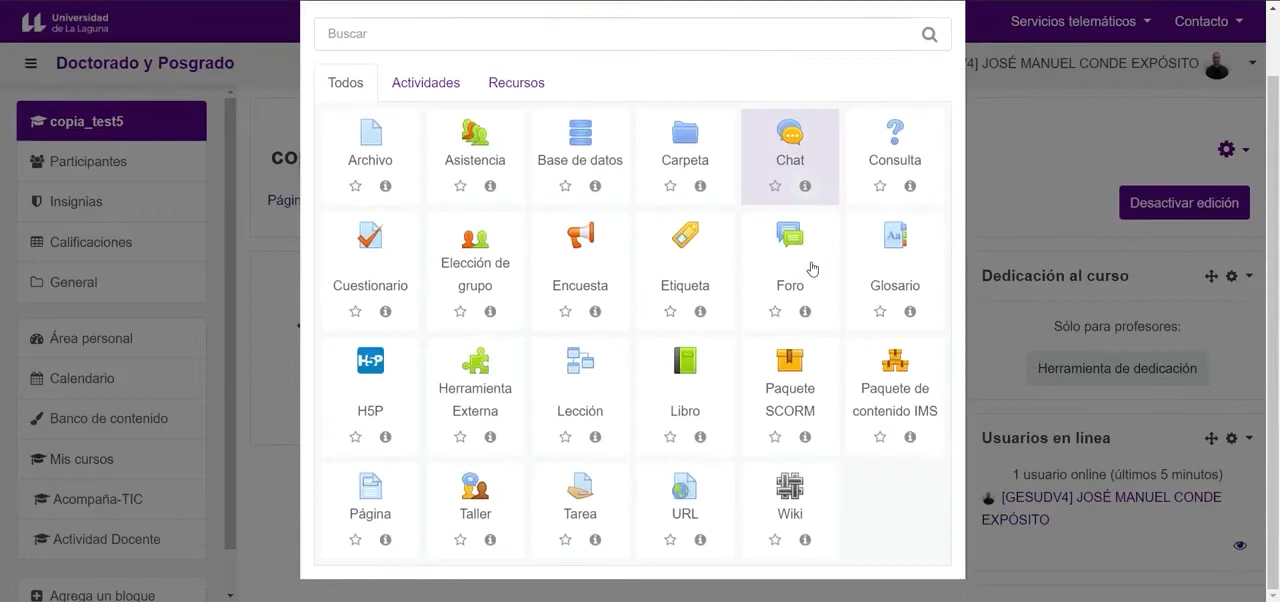 Universidad
de La Laguna
Buscar
Servicios telemáticos
Contacto
Doctorado y Posgrado
4] JOSÉ MANUEL CONDE EXPÓSITO
Todos
Actividades
Recursos
copia_test5
Participantes
Insignias
Calificaciones
General
Área personal
Calendario
Banco de contenido
Mis cursos
Acompaña-TIC
Actividad Docente
Agrega un bloque
co
Págin
Archivo
Asistencia
Base de datos
Carpeta
Chat
Consulta
Cuestionario
Elección de
grupo
Encuesta
Etiqueta
Foro
Glosario
Aa
H5P
H5P
Herramienta
Externa
Lección
Libro
Paquete
SCORM
Paquete de
contenido IMS
Página
Taller
Tarea
URL
Wiki
Desactivar edición
Dedicación al curso
Sólo para profesores:
Herramienta de dedicación
Usuarios en línea
1 usuario online (últimos 5 minutos)
[GESUDV4] JOSÉ MANUEL CONDE
EXPÓSITO